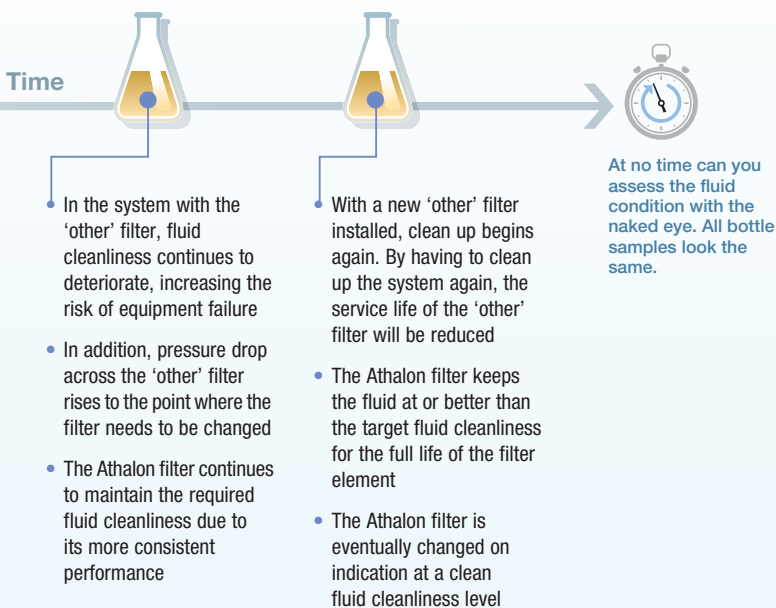 Time
• In the system with the
‘other’ filter, fluid
cleanliness continues to
deteriorate, increasing the
risk of equipment failure
• In addition, pressure drop
across the ‘other’ filter
rises to the point where the
filter needs to be changed
• The Athalon filter continues
to maintain the required
fluid cleanliness due to
its more consistent
performance
• With a new ‘other’ filter
installed, clean up begins
again. By having to clean
up the system again, the
service life of the ‘other’
filter will be reduced
• The Athalon filter keeps
the fluid at or better than
the target fluid cleanliness
for the full life of the filter
element
• The Athalon filter is
eventually changed on
indication at a clean
fluid cleanliness level
At no time can you
assess the fluid
condition with the
naked eye. All bottle
samples look the
same.